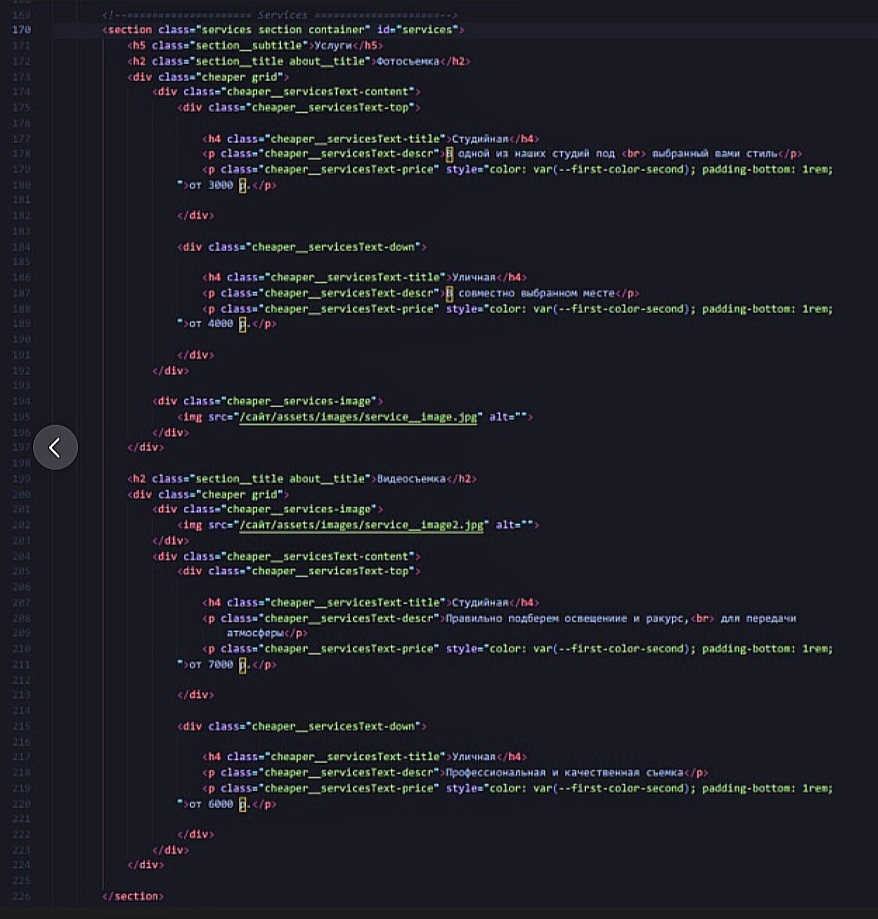 169 <!--==================== Services ====================-->
170 <section class="services section container" id="services">
171 <h5 class="section__subtitle">Услуги</h5>
172 <h2 class="section__title about__title">Фотосъемка</h2>
173 <div class="cheaper grid">
174 <div class="cheaper__servicesText-content">
175 <div class="cheaper__servicesText-top">
176
177 <h4 class="cheaper__servicesText-title">Студийная</h4>
178 <p class="cheaper__servicesText-descr">В одной из наших студий под <br> выбранный вами стиль</p>
179 <p class="cheaper__servicesText-price" style="color: var(--first-color-second); padding-bottom: 1rem;
180 ">от 3000 р.</p>
181
182 </div>
183
184 <div class="cheaper__servicesText-down">
185
186 <h4 class="cheaper__servicesText-title">Уличная</h4>
187 <p class="cheaper__servicesText-descr">В совместно выбранном месте</p>
188 <p class="cheaper__servicesText-price" style="color: var(--first-color-second); padding-bottom: 1rem;
189 ">от 4000 р.</p>
190
191 </div>
192 </div>
193
194 <div class="cheaper__services-image">
195 <img src="/сайт/assets/images/service__image.jpg" alt="">
196 </div>
197 </div>
198
199 <h2 class="section__title about__title">Видеосъемка</h2>
200 <div class="cheaper grid">
201 <div class="cheaper__services-image">
202 <img src="/сайт/assets/images/service__image2.jpg" alt="">
203 </div>
204 <div class="cheaper__servicesText-content">
205 <div class="cheaper__servicesText-top">
206
207 <h4 class="cheaper__servicesText-title">Студийная</h4>
208 <p class="cheaper__servicesText-descr">Правильно подберем освещениие и ракурс,<br> для передачи
209 атмосферы</p>
210 <p class="cheaper__servicesText-price" style="color: var(--first-color-second); padding-bottom: 1rem;
211 ">от 7000 р.</p>
212
213 </div>
214
215 <div class="cheaper__servicesText-down">
216
217 <h4 class="cheaper__servicesText-title">Уличная</h4>
218 <p class="cheaper__servicesText-descr">Профессиональная и качественная съемка</p>
219 <p class="cheaper__servicesText-price" style="color: var(--first-color-second); padding-bottom: 1rem;
220 ">от 6000 р.</p>
221
222 </div>
223 </div>
224 </div>
225
226 </section>